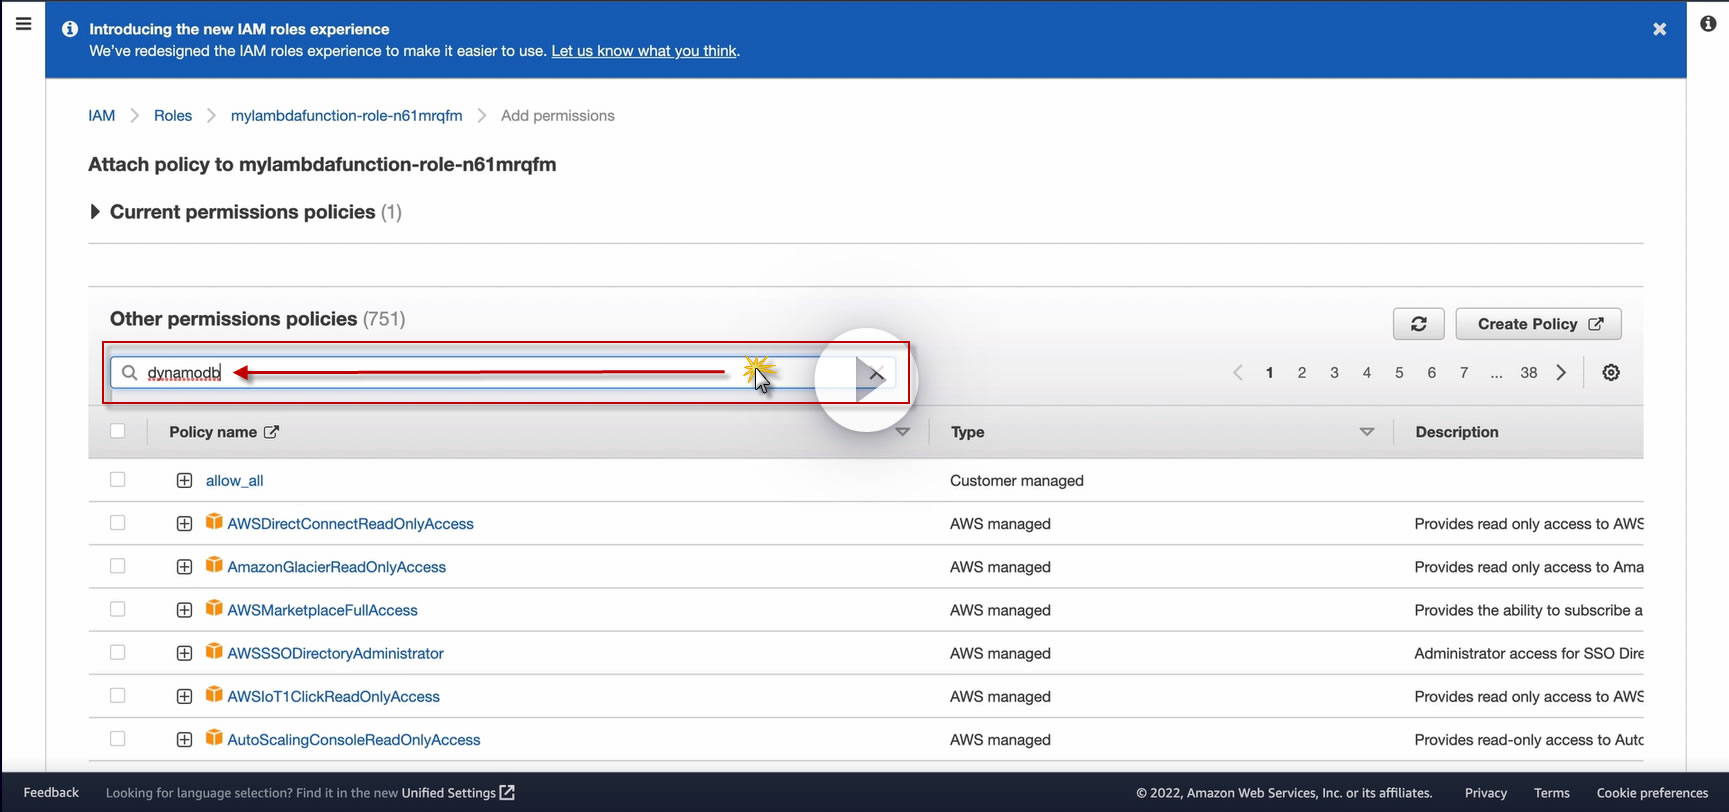 Introducing the new IAM roles experience
We've redesigned the IAM roles experience to make it easier to use. Let us know what you think.
IAM Roles mylambdafunction-role-n61mrqfm Add permissions
Attach policy to mylambdafunction-role-n61mrqfm
Current permissions policies (1)
Other permissions policies (751)
Create Policy
dynamodb
1 2 3 4 5 6 7 ... 38
Policy name Type Description
allow_all Customer managed
AWSDirectConnectReadOnlyAccess AWS managed Provides read only access to AWS
AmazonGlacierReadOnlyAccess AWS managed Provides read only access to Ama
AWSMarketplaceFullAccess AWS managed Provides the ability to subscribe a
AWSSSODirectoryAdministrator AWS managed Administrator access for SSO Dire
AWSIoT1ClickReadOnlyAccess AWS managed Provides read only access to AWS
AutoScalingConsoleReadOnlyAccess AWS managed Provides read-only access to Auto
Feedback Looking for language selection? Find it in the new Unified Settings © 2022, Amazon Web Services, Inc. or its affiliates. Privacy Terms Cookie preferences